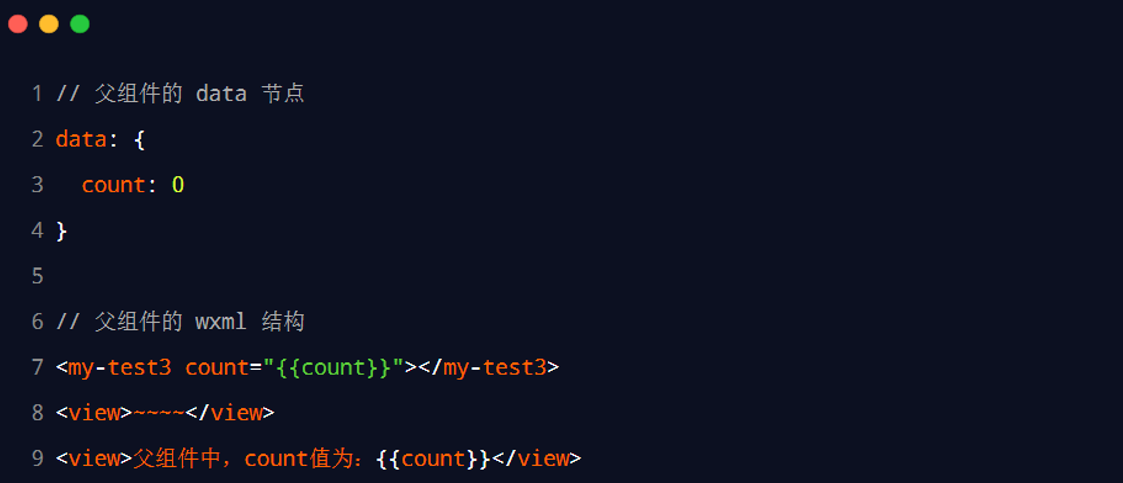 1 // 父组件的 data 节点
2 data: {
3   count: 0
4 }
5
6 // 父组件的 wxml 结构
7 <my-test3 count="{{count}}"></my-test3>
8 <view>~~~~</view>
9 <view>父组件中，count值为：{{count}}</view>